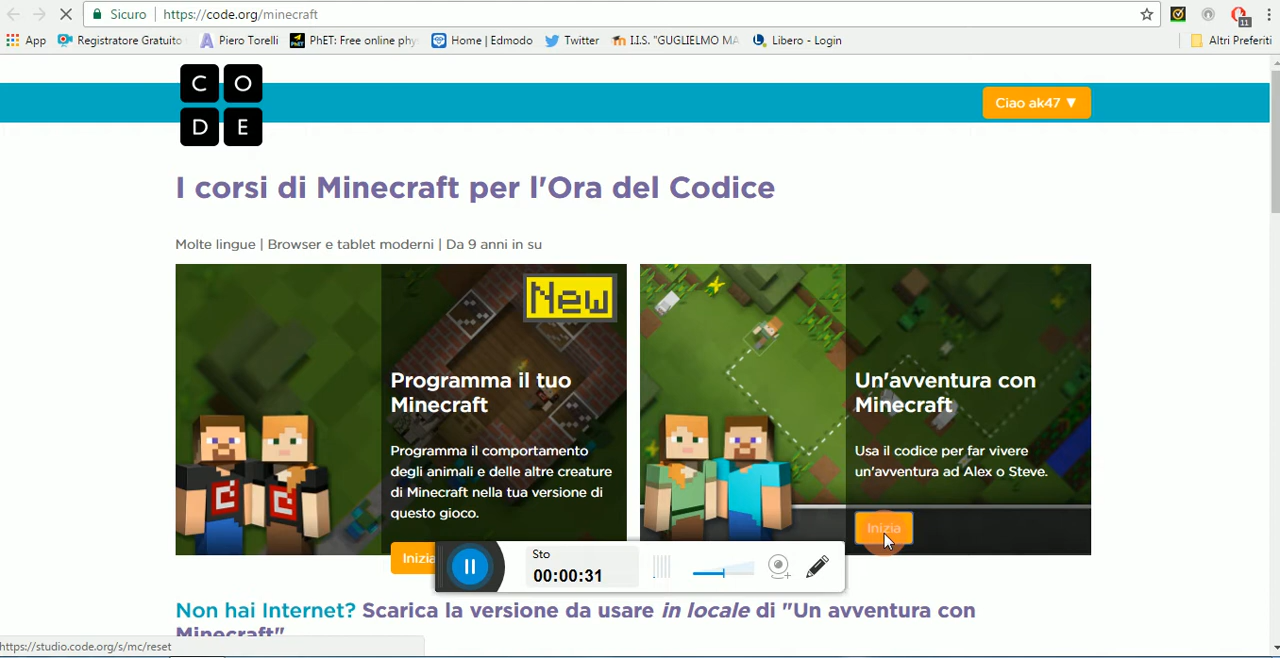 Sicuro
https://code.org/minecraft
11
App
Registratore Gratuito
Piero Torelli
PhET: Free online phy
Home | Edmodo
Twitter
I.I.S. "GUGLIELMO MA
Libero - Login
Altri Preferiti
C O
D E
Ciao ak47 ▼
I corsi di Minecraft per l'Ora del Codice
Molte lingue | Browser e tablet moderni | Da 9 anni in su
New
Programma il tuo
Minecraft
Programma il comportamento
degli animali e delle altre creature
di Minecraft nella tua versione di
questo gioco.
Inizia
Un'avventura con
Minecraft
Usa il codice per far vivere
un'avventura ad Alex o Steve.
Inizia
Sto
00:00:31
Non hai Internet? Scarica la versione da usare in locale di "Un avventura con
Minecraft"
https://studio.code.org/s/mc/reset